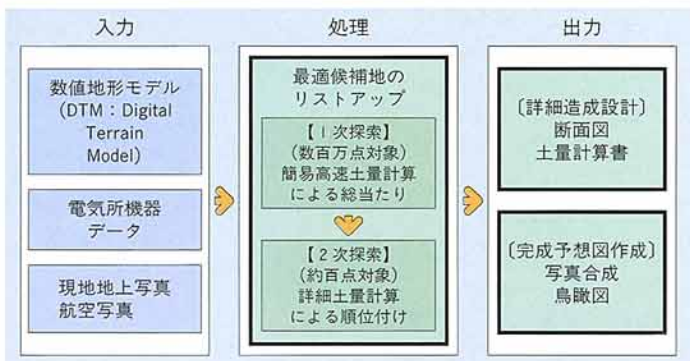 入力
数値地形モデル
(DTM：Digital
Terrain
Model)
電気所機器
データ
現地地上写真
航空写真
処理
最適候補地の
リストアップ
【1次探索】
(数百万点対象)
簡易高速土量計算
による総当たり
【2次探索】
(約百点対象)
詳細土量計算
による順位付け
出力
〔詳細造成設計〕
断面図
土量計算書
〔完成予想図作成〕
写真合成
鳥瞰図